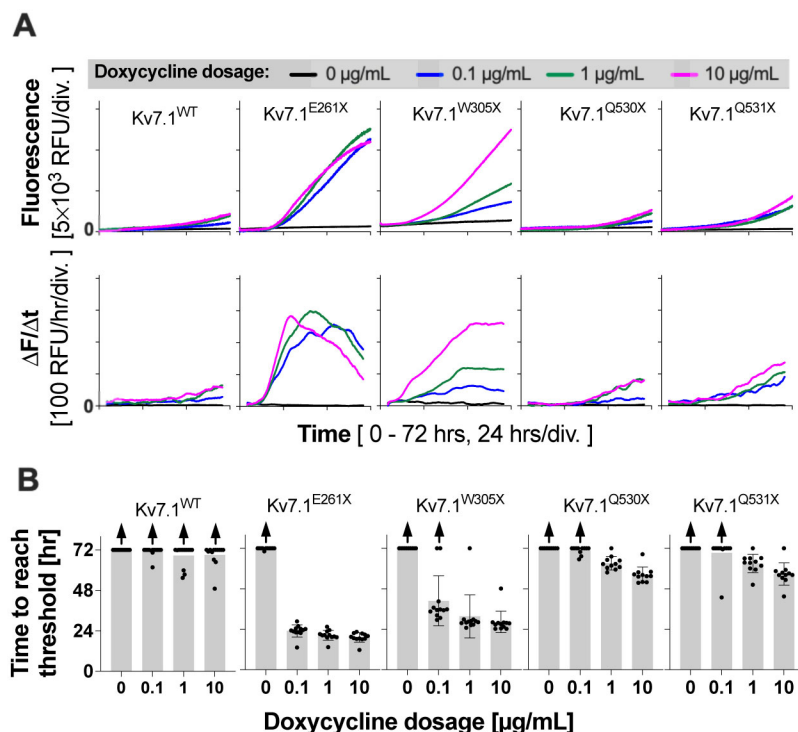 A
Doxycycline dosage: 0 µg/mL 0.1 µg/mL 1 µg/mL 10 µg/mL
Kv7.1WT Kv7.1E261X Kv7.1W305X Kv7.1Q530X Kv7.1Q531X
Fluorescence
[5×10³ RFU/div.]
0
ΔF/Δt
[100 RFU/hr/div.]
0
Time [ 0 - 72 hrs, 24 hrs/div. ]
B
Kv7.1WT Kv7.1E261X Kv7.1W305X Kv7.1Q530X Kv7.1Q531X
Time to reach
threshold [hr]
72
48
24
0
0 0.1 1 10 0 0.1 1 10 0 0.1 1 10 0 0.1 1 10 0 0.1 1 10
Doxycycline dosage [µg/mL]